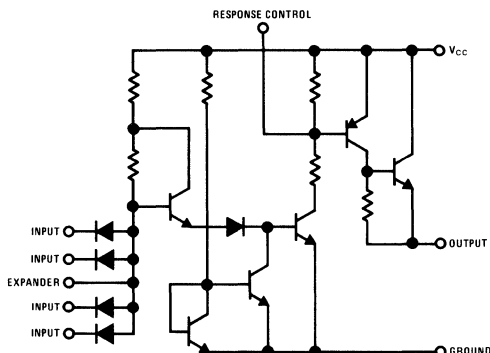 RESPONSE CONTROL
VCC
INPUT
INPUT
EXPANDER
INPUT
INPUT
OUTPUT
GROUND